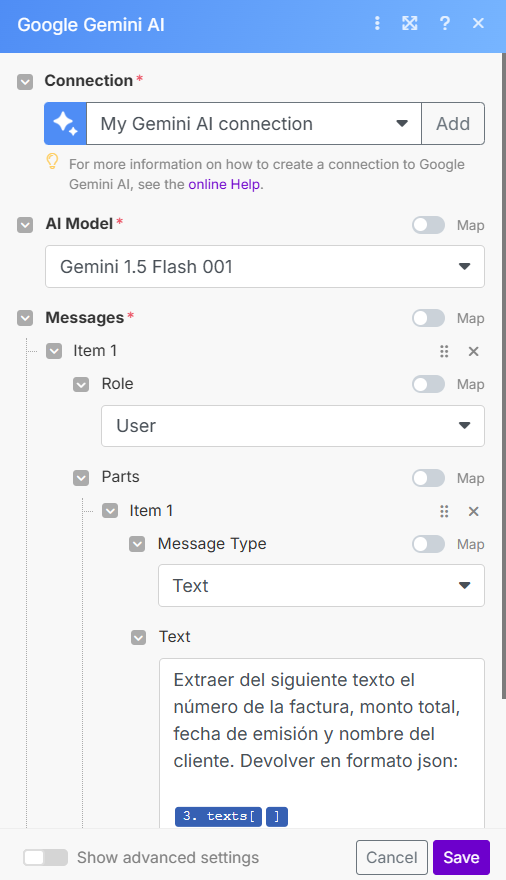 Google Gemini AI
Connection*
My Gemini AI connection
Add
For more information on how to create a connection to Google
Gemini AI, see the online Help.
AI Model*
Map
Gemini 1.5 Flash 001
Messages*
Map
Item 1
Role
Map
User
Parts
Map
Item 1
Message Type
Map
Text
Text
Extraer del siguiente texto el
número de la factura, monto total,
fecha de emisión y nombre del
cliente. Devolver en formato json:
3. texts[ ]
Show advanced settings
Cancel
Save